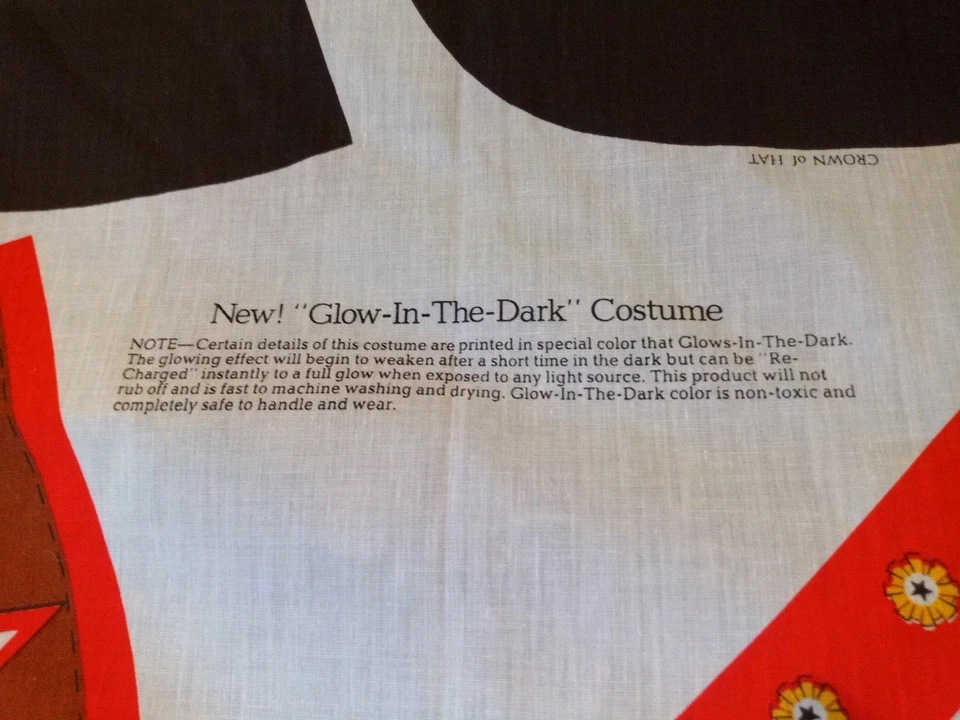 CROWN of HAT
New! "Glow-In-The-Dark" Costume
NOTE—Certain details of this costume are printed in special color that Glows-In-The-Dark.
The glowing effect will begin to weaken after a short time in the dark but can be "Re-
Charged" instantly to a full glow when exposed to any light source. This product will not
rub off and is fast to machine washing and drying. Glow-In-The-Dark color is non-toxic and
completely safe to handle and wear.